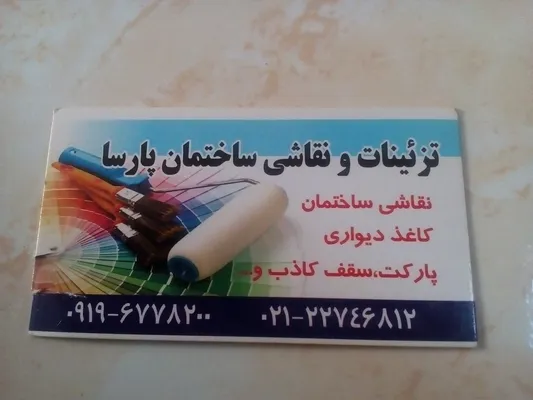 تزئینات و نقاشی ساختمان پارسا
نقاشی ساختمان
کاغذ دیواری
پارکت،سقف کاذب و...
۰۹۱۹-۶۷۷۸۲۰۰ ۰۲۱-۲۲۷۴۶۸۱۲